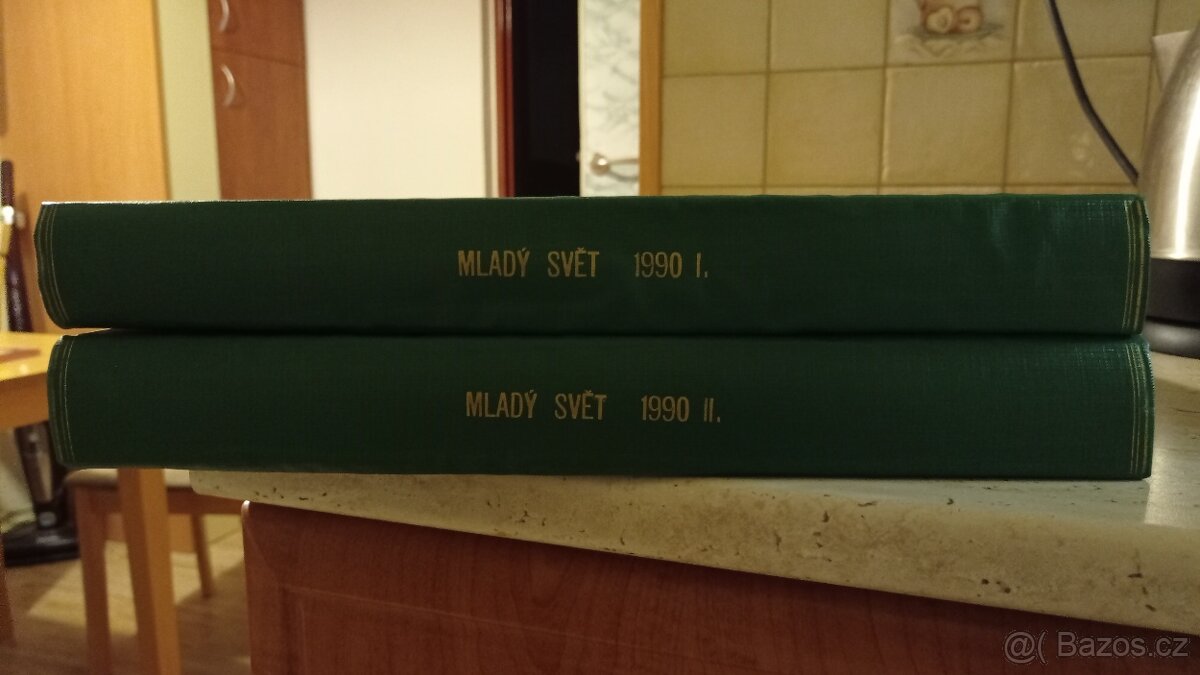 MLADÝ SVĚT 1990 I.
MLADÝ SVĚT 1990 II.
@( Bazos.cz